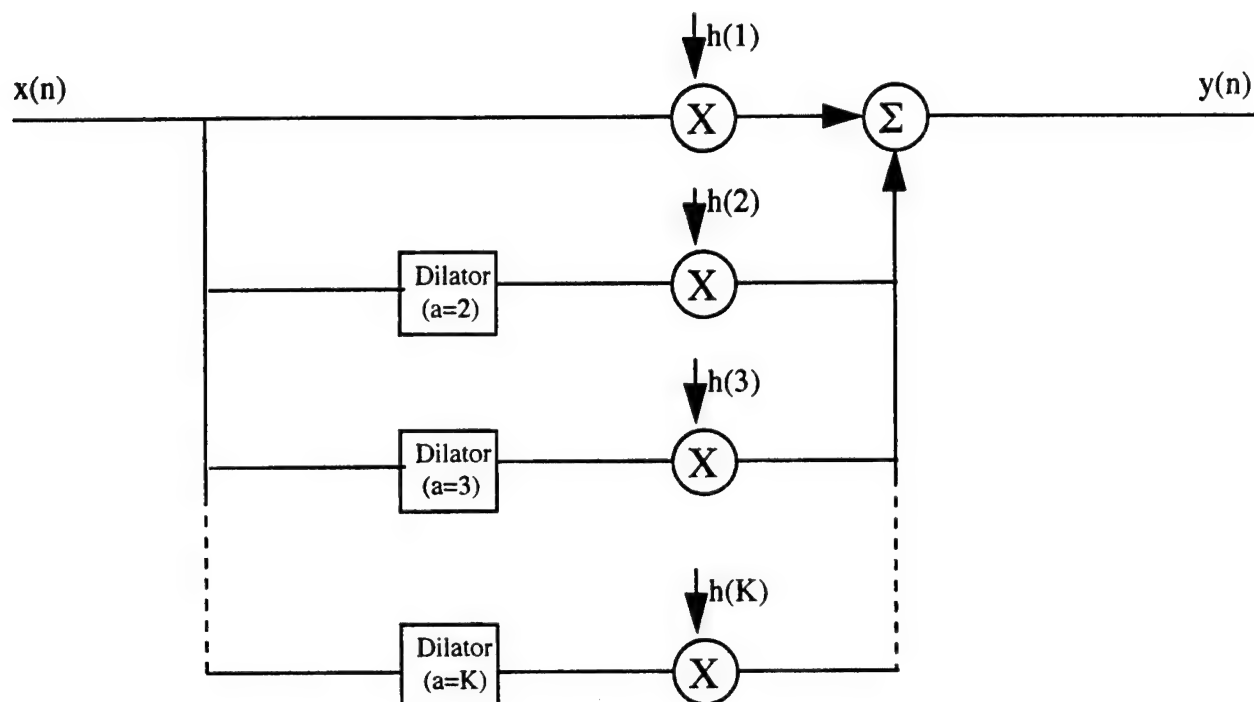 h(1)
x(n)
y(n)
X
Σ
h(2)
Dilator
(a=2)
X
h(3)
Dilator
(a=3)
X
h(K)
Dilator
(a=K)
X